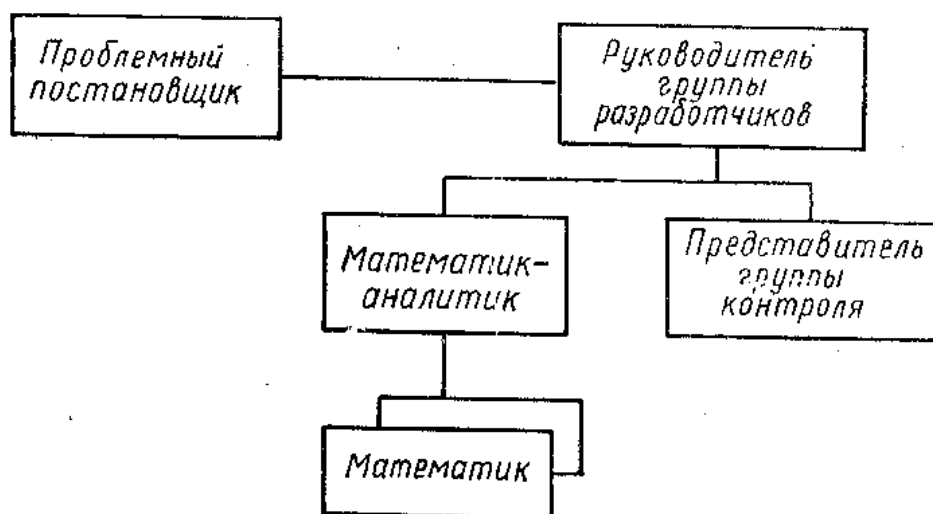 Проблемный
постановщик
Руководитель
группы
разработчиков
Математик-
аналитик
Представитель
группы
контроля
Математик